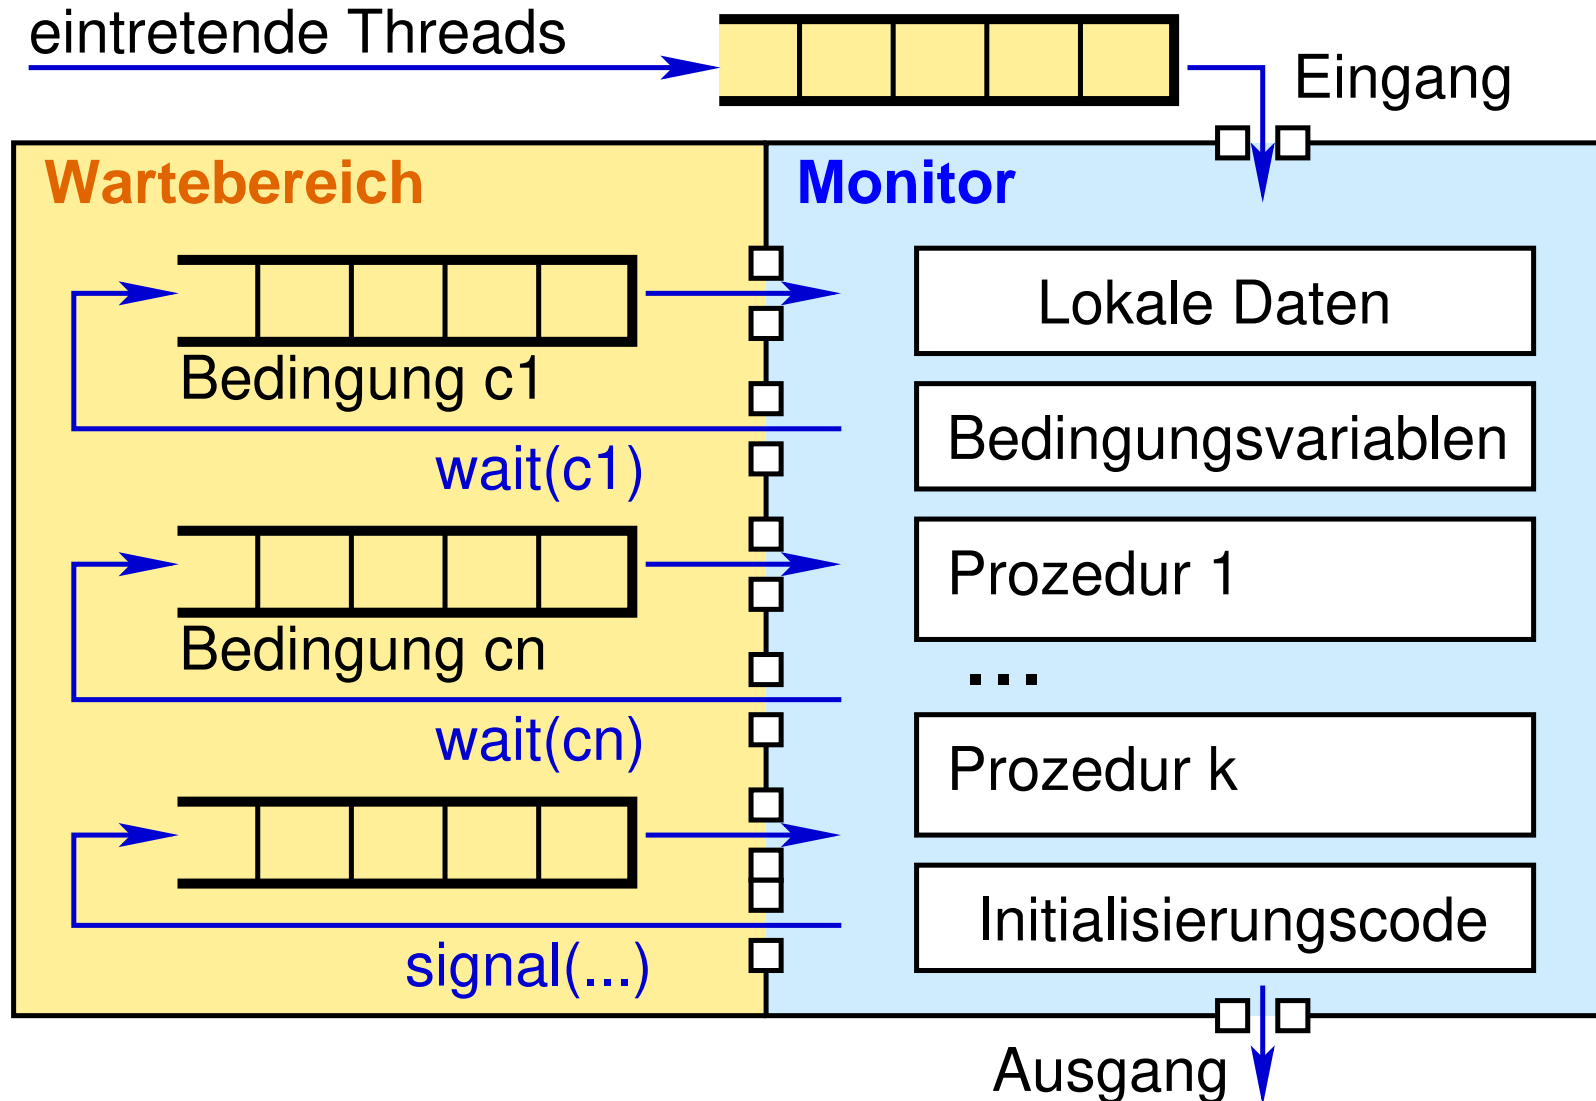 eintretende Threads
Eingang
Wartebereich
Monitor
Bedingung c1
wait(c1)
Bedingung cn
wait(cn)
signal(...)
Lokale Daten
Bedingungsvariablen
Prozedur 1
...
Prozedur k
Initialisierungscode
Ausgang